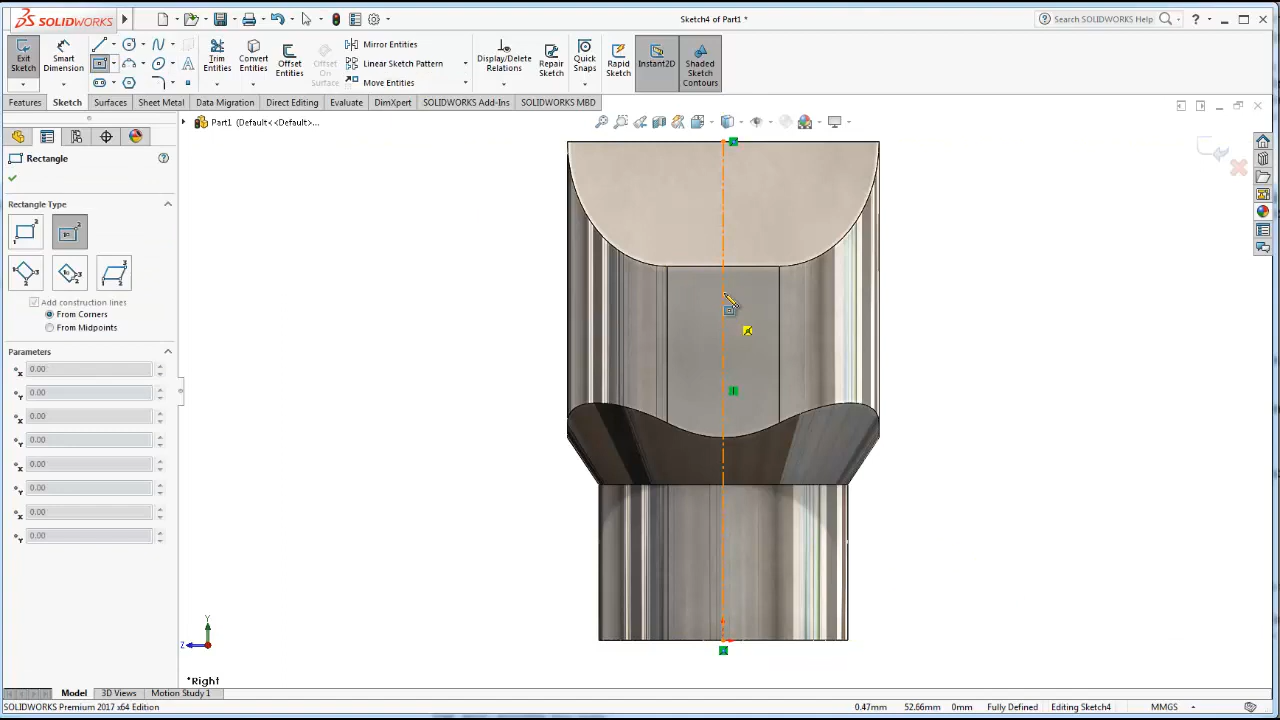 SOLIDWORKS
Sketch4 of Part1 *
Search SOLIDWORKS Help
Exit Sketch
Smart Dimension
Trim Entities
Convert Entities
Offset Entities
Offset On Surface
Mirror Entities
Linear Sketch Pattern
Move Entities
Display/Delete Relations
Repair Sketch
Quick Snaps
Rapid Sketch
Instant2D
Shaded Sketch Contours
Features
Sketch
Surfaces
Sheet Metal
Data Migration
Direct Editing
Evaluate
DimXpert
SOLIDWORKS Add-Ins
SOLIDWORKS MBD
Part1 (Default<<Default>...
Rectangle
Rectangle Type
Add construction lines
From Corners
From Midpoints
Parameters
0.00
0.00
0.00
0.00
0.00
0.00
0.00
0.00
Y
Z
*Right
Model
3D Views
Motion Study 1
SOLIDWORKS Premium 2017 x64 Edition
0.47mm
52.66mm
0mm
Fully Defined
Editing Sketch4
MMGS